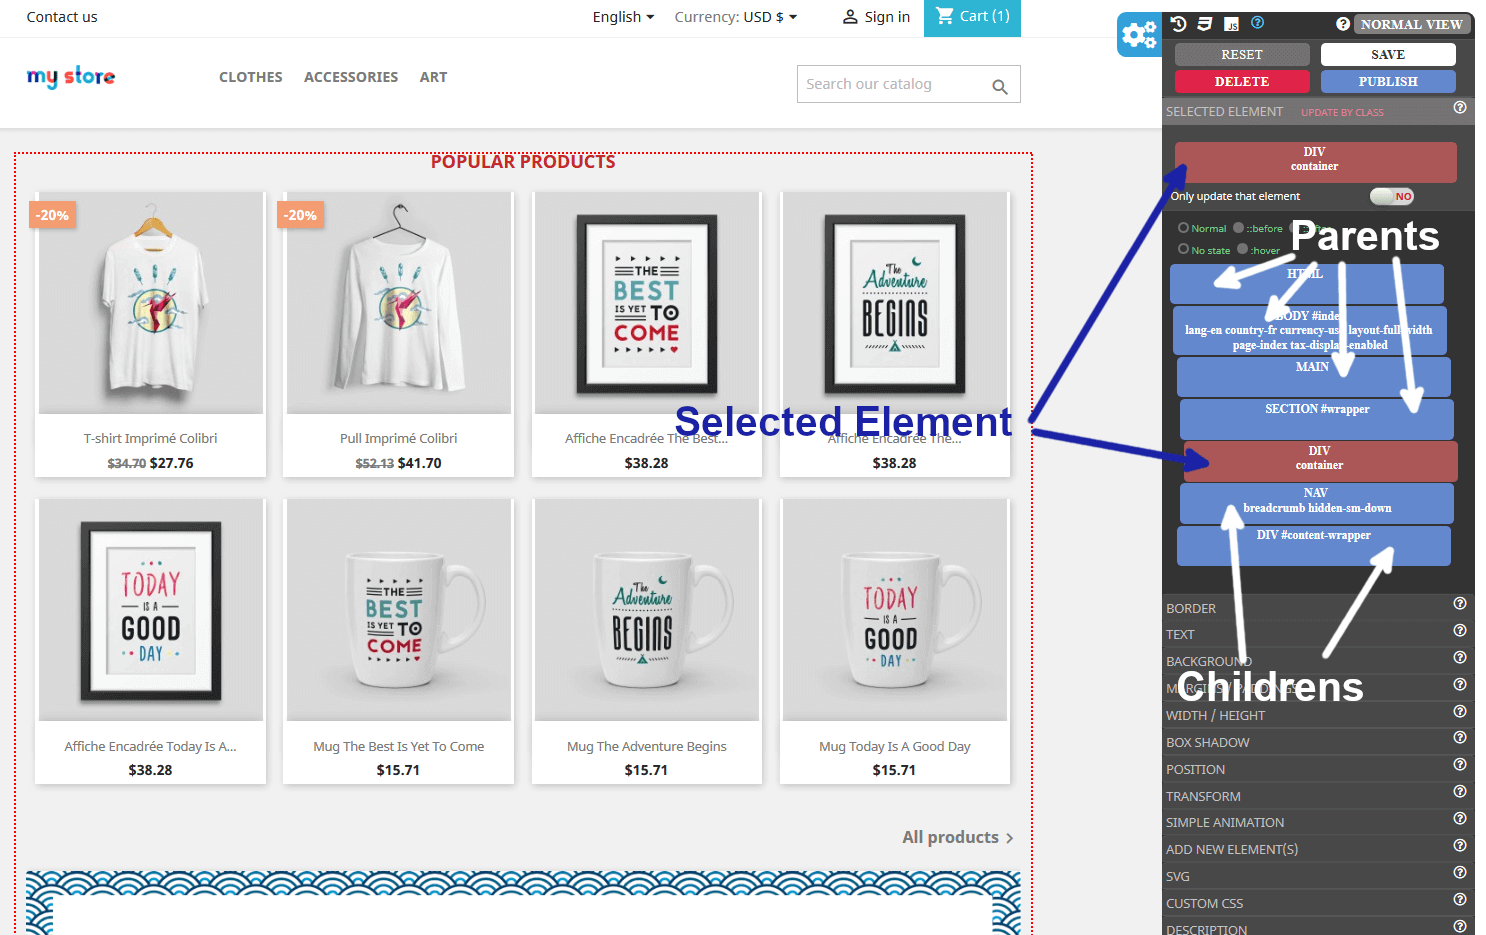 Contact us
English
Currency: USD $
Sign in
Cart (1)
my store
CLOTHES
ACCESSORIES
ART
Search our catalog
POPULAR PRODUCTS
-20%
-20%
THE
BEST
IS YET TO
COME
The
Adventure
BEGINS
T-shirt Imprimé Colibri
$34.70 $27.76
Pull Imprimé Colibri
$52.13 $41.70
Affiche Encadrée The Best...
$38.28
Affiche Encadrée The...
$38.28
Selected Element
TODAY
IS A
GOOD
DAY
THE
BEST
IS YET TO
COME
The
Adventure
BEGINS
TODAY
IS A
GOOD
DAY
Affiche Encadrée Today Is A...
$38.28
Mug The Best Is Yet To Come
$15.71
Mug The Adventure Begins
$15.71
Mug Today Is A Good Day
$15.71
All products
JS
NORMAL VIEW
RESET
SAVE
DELETE
PUBLISH
SELECTED ELEMENT
UPDATE BY CLASS
DIV
container
Only update that element
NO
Normal
::before
No state
:hover
Parents
HTML
BODY #index
lang-en country-fr currency-usd layout-full-width
page-index tax-display-enabled
MAIN
SECTION #wrapper
DIV
container
NAV
breadcrumb hidden-sm-down
DIV #content-wrapper
BORDER
TEXT
BACKGROUND
MARGINS / PADDINGS
Childrens
WIDTH / HEIGHT
BOX SHADOW
POSITION
TRANSFORM
SIMPLE ANIMATION
ADD NEW ELEMENT(S)
SVG
CUSTOM CSS
DESCRIPTION